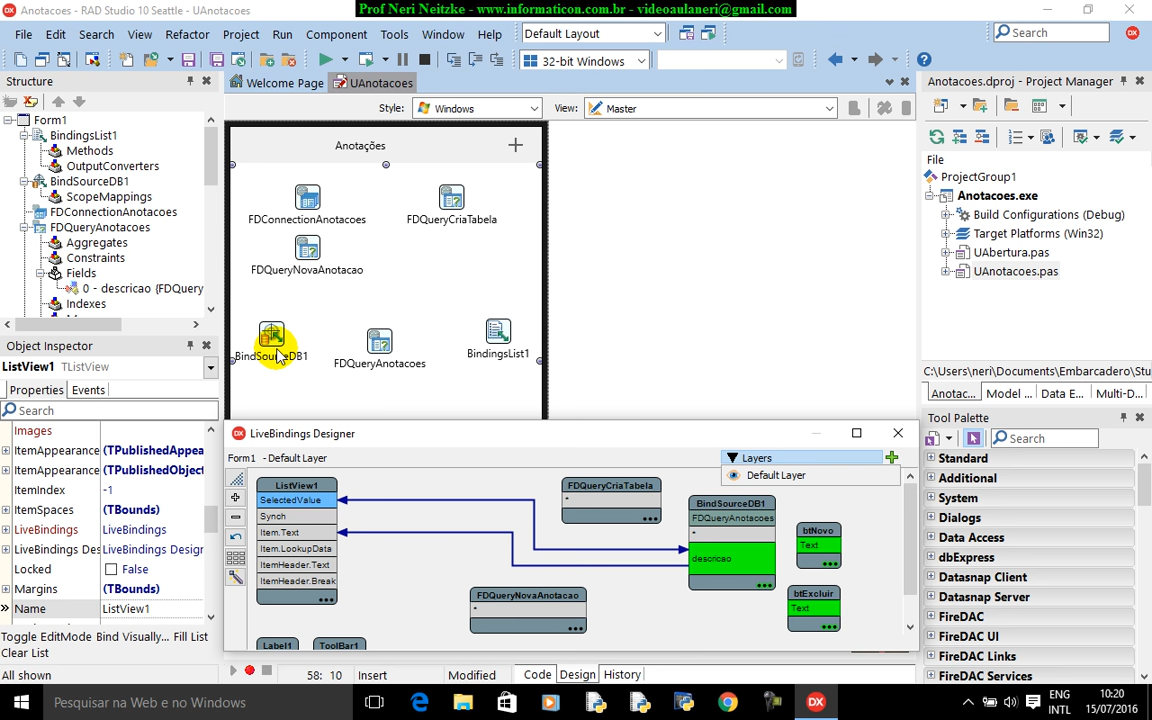 Anotacoes - RAD Studio 10 Seattle - UAnotacoes
Prof Neri Neitzke - www.informaticon.com.br - videoaulaneri@gmail.com
File Edit Search View Refactor Project Run Component Tools Window Help
Default Layout
Search
32-bit Windows
Structure
Welcome Page UAnotacoes
Anotacoes.dproj - Project Manager
Style: Windows View: Master
Form1
BindingsList1
Methods
OutputConverters
BindSourceDB1
ScopeMappings
FDConnectionAnotacoes
FDQueryAnotacoes
Aggregates
Constraints
Fields
0 - descricao {FDQuery
Indexes
Anotações
FDConnectionAnotacoes FDQueryCriaTabela
FDQueryNovaAnotacao
BindSourceDB1 FDQueryAnotacoes BindingsList1
File
ProjectGroup1
Anotacoes.exe
Build Configurations (Debug)
Target Platforms (Win32)
UAbertura.pas
UAnotacoes.pas
C:\Users\neri\Documents\Embarcadero\Stu
Anotac... Model ... Data E... Multi-D...
Object Inspector
ListView1 TListView
Properties Events
Search
Images
ItemAppearance (TPublishedAppea
ItemAppearance (TPublishedObject
ItemIndex -1
ItemSpaces (TBounds)
LiveBindings LiveBindings
LiveBindings Des LiveBindings Design
Locked False
Margins (TBounds)
Name ListView1
Toggle EditMode Bind Visually... Fill List
Clear List
All shown
LiveBindings Designer
Form1 - Default Layer
Layers
Default Layer
ListView1
SelectedValue
Synch
Item.Text
Item.LookupData
ItemHeader.Text
ItemHeader.Break
FDQueryCriaTabela
*
BindSourceDB1
FDQueryAnotacoes
*
descricao
btNovo
Text
btExcluir
Text
FDQueryNovaAnotacao
*
Label1 ToolBar1
58: 10 Insert Modified Code Design History
Tool Palette
Search
Standard
Additional
System
Dialogs
Data Access
dbExpress
Datasnap Client
Datasnap Server
FireDAC
FireDAC UI
FireDAC Links
FireDAC Services
Pesquisar na Web e no Windows
ENG
INTL
10:20
15/07/2016